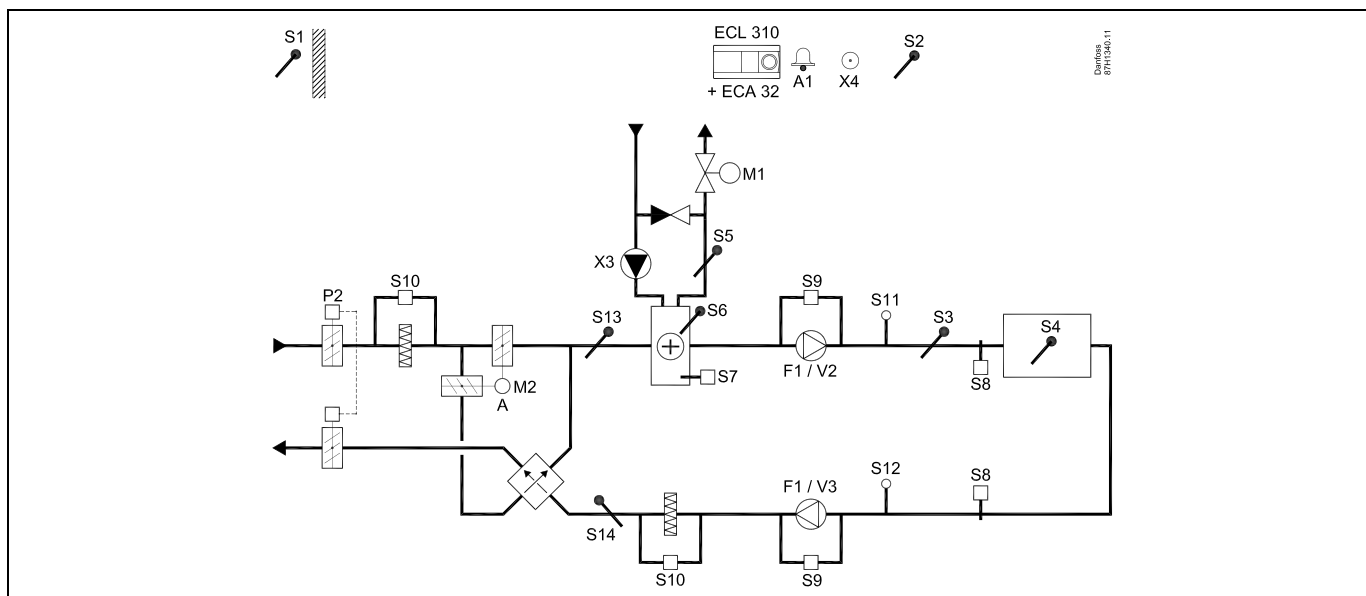 S1
ECL 310
A1
X4
+ ECA 32
S2
Danfoss
87H1340.11
M1
S5
X3
S10
P2
S9
S6
S13
S11
S3
S4
S7
F1 / V2
S8
M2
A
S12
F1 / V3
S8
S14
S10
S9